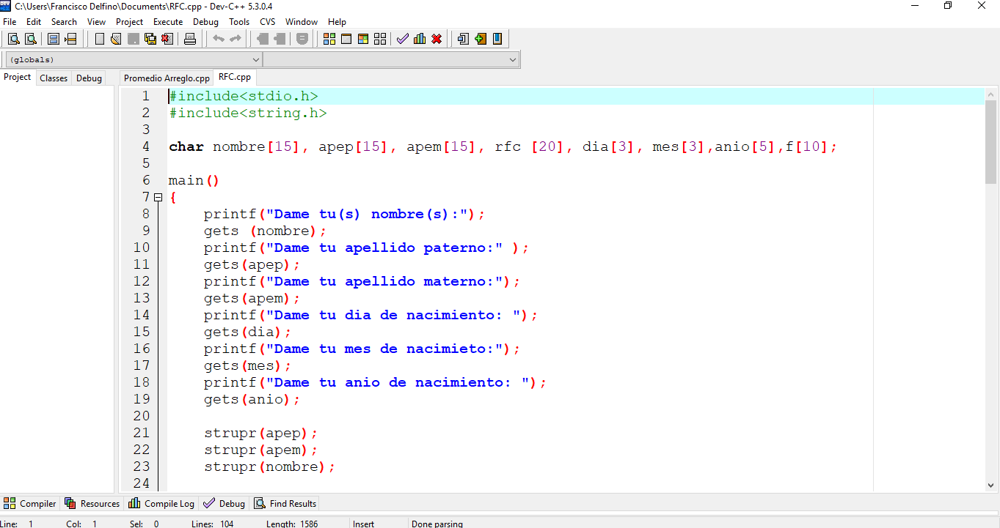 C:\Users\Francisco Delfino\Documents\RFC.cpp - Dev-C++ 5.3.0.4
File Edit Search View Project Execute Debug Tools CVS Window Help
(globals)
Project Classes Debug Promedio Arreglo.cpp RFC.cpp
1 #include<stdio.h>
2 #include<string.h>
3
4 char nombre[15], apep[15], apem[15], rfc [20], dia[3], mes[3],anio[5],f[10];
5
6 main()
7 {
8 printf("Dame tu(s) nombre(s):");
9 gets (nombre);
10 printf("Dame tu apellido paterno:" );
11 gets(apep);
12 printf("Dame tu apellido materno:");
13 gets(apem);
14 printf("Dame tu dia de nacimiento: ");
15 gets(dia);
16 printf("Dame tu mes de nacimieto:");
17 gets(mes);
18 printf("Dame tu anio de nacimiento: ");
19 gets(anio);
20
21 strupr(apep);
22 strupr(apem);
23 strupr(nombre);
24
Compiler Resources Compile Log Debug Find Results
Line: 1 Col: 1 Sel: 0 Lines: 104 Length: 1586 Insert Done parsing